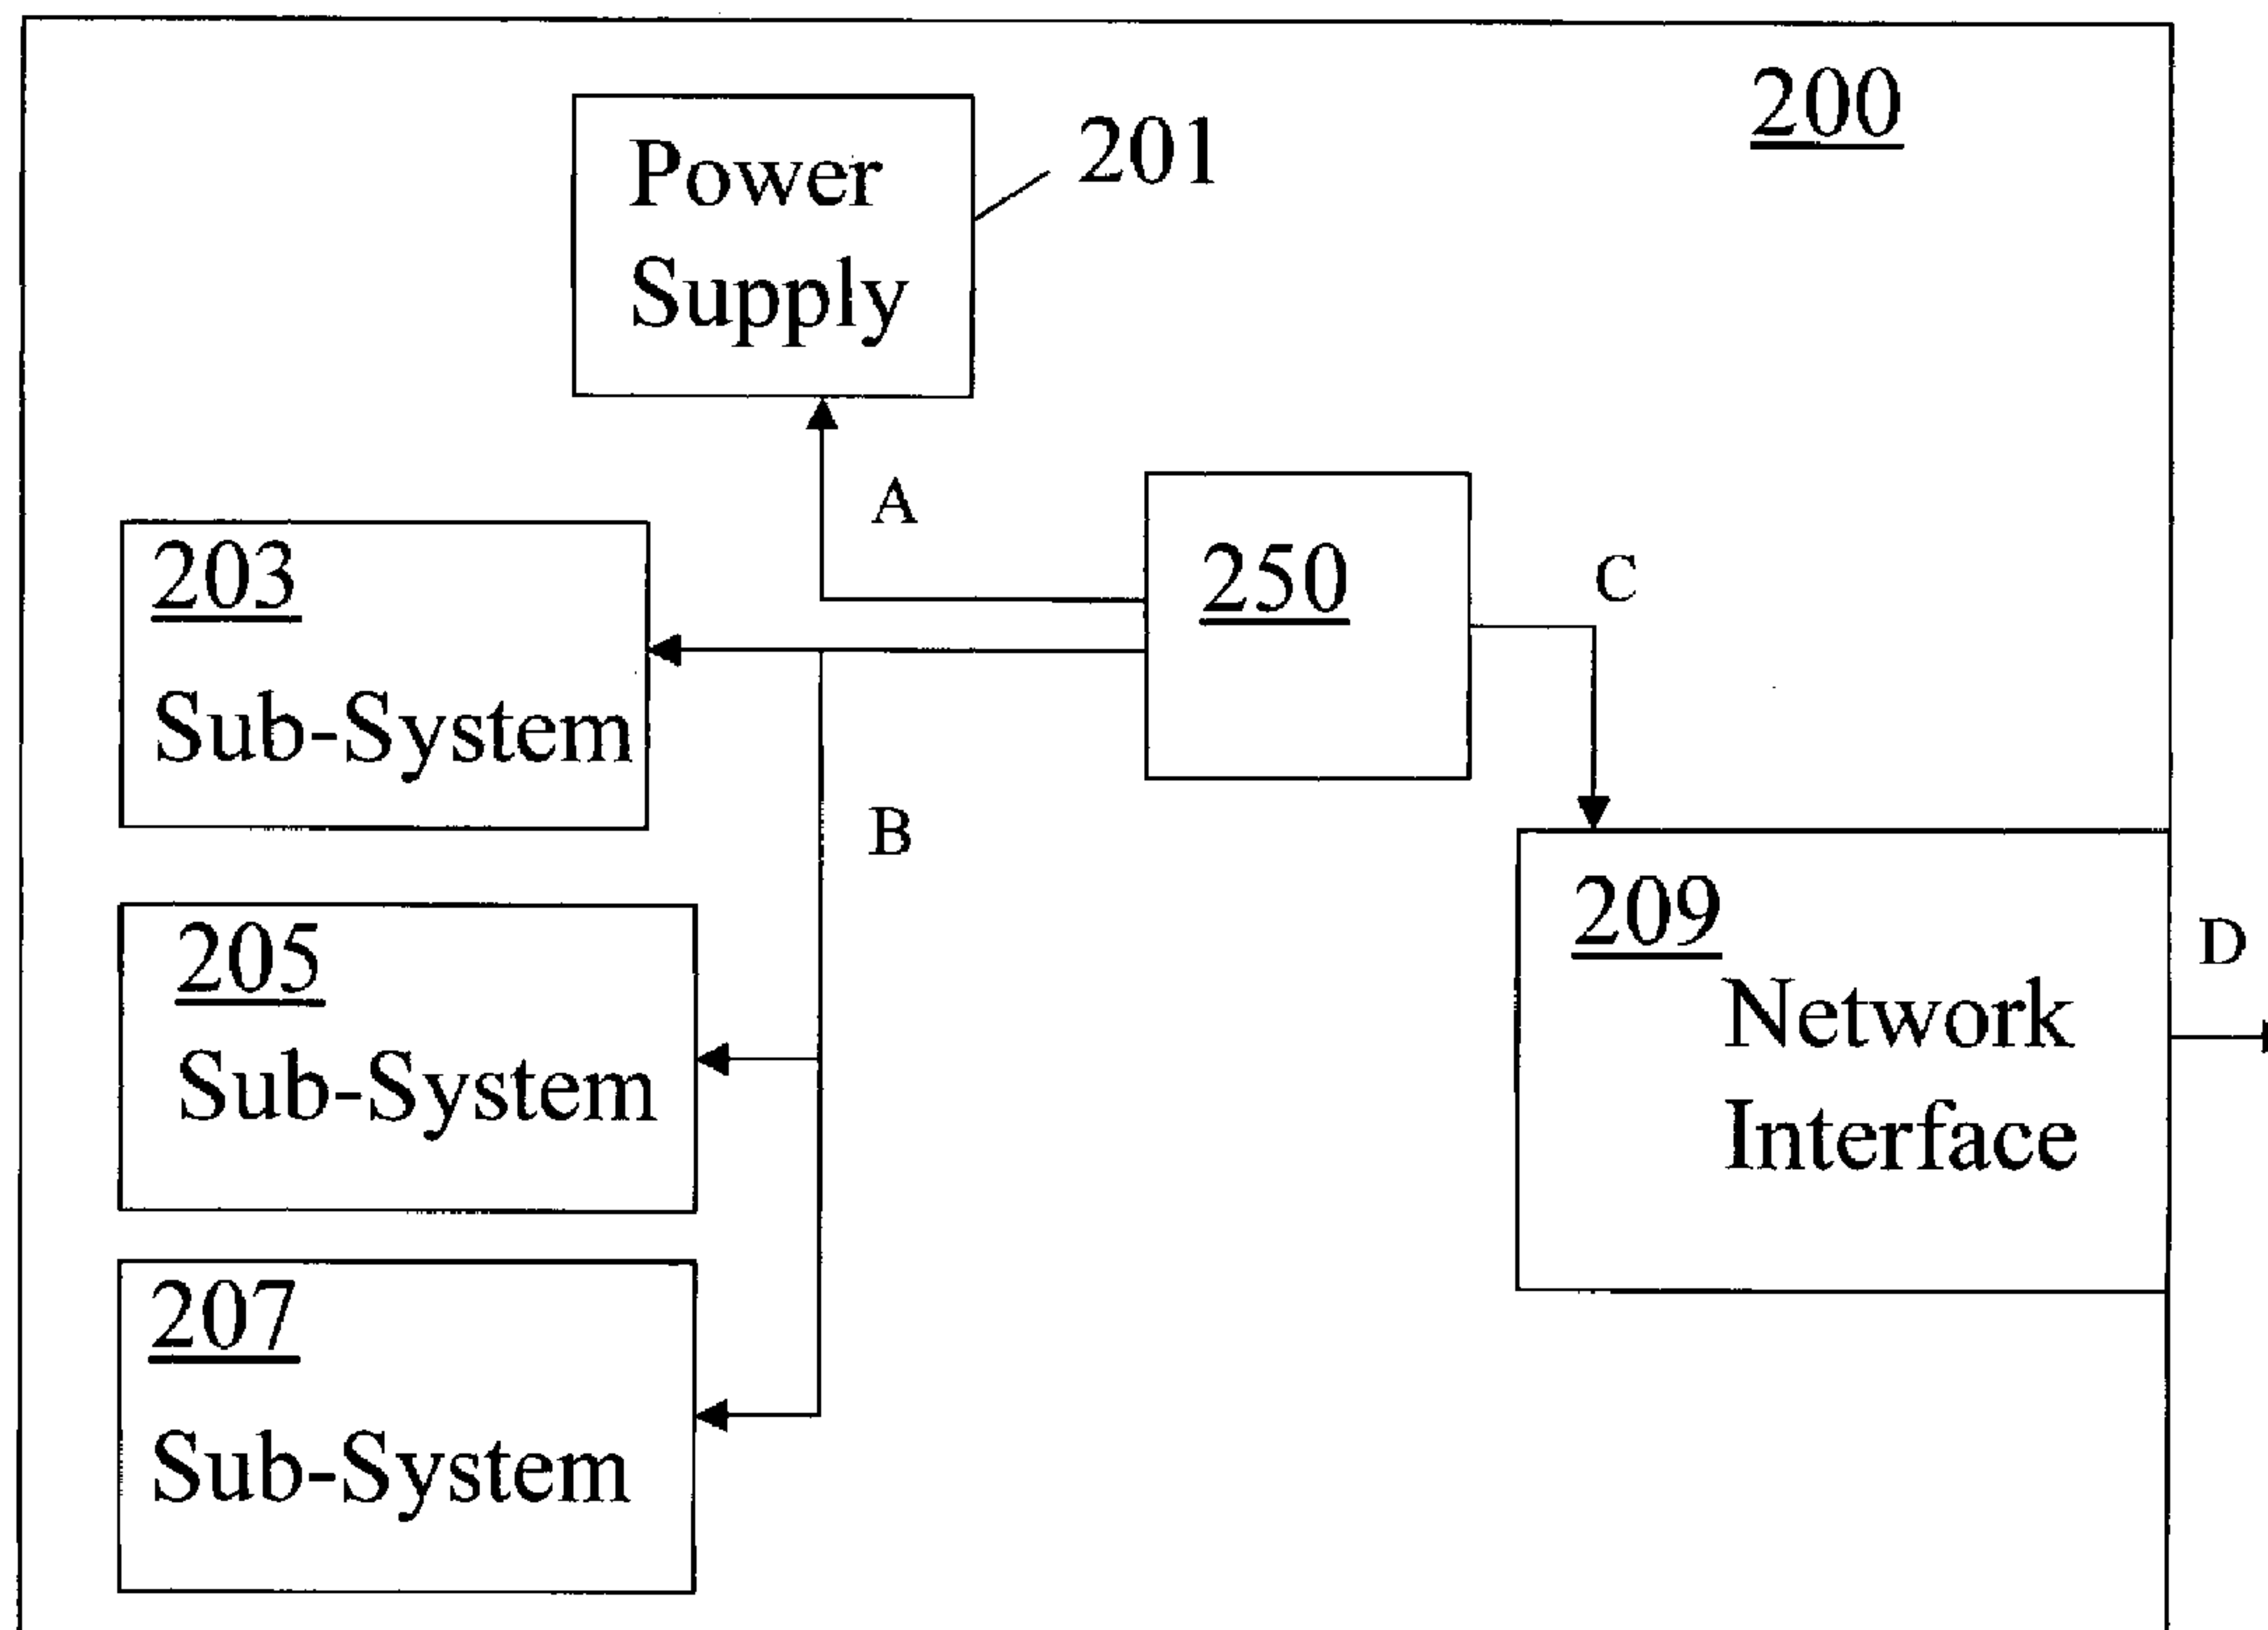 200
Power
Supply
201
A
203
Sub-System
250
C
B
205
Sub-System
209
Network
Interface
D
207
Sub-System